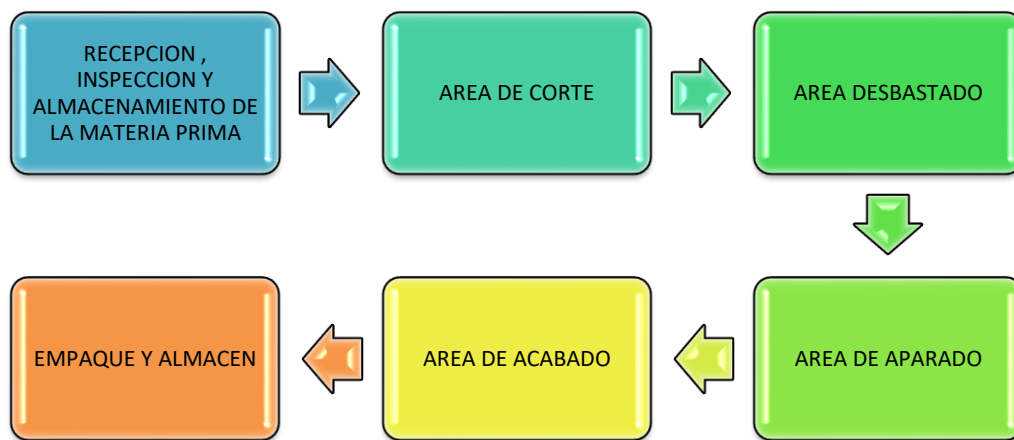 RECEPCION ,
INSPECCION Y
ALMACENAMIENTO DE
LA MATERIA PRIMA
AREA DE CORTE
AREA DESBASTADO
AREA DE APARADO
AREA DE ACABADO
EMPAQUE Y ALMACEN